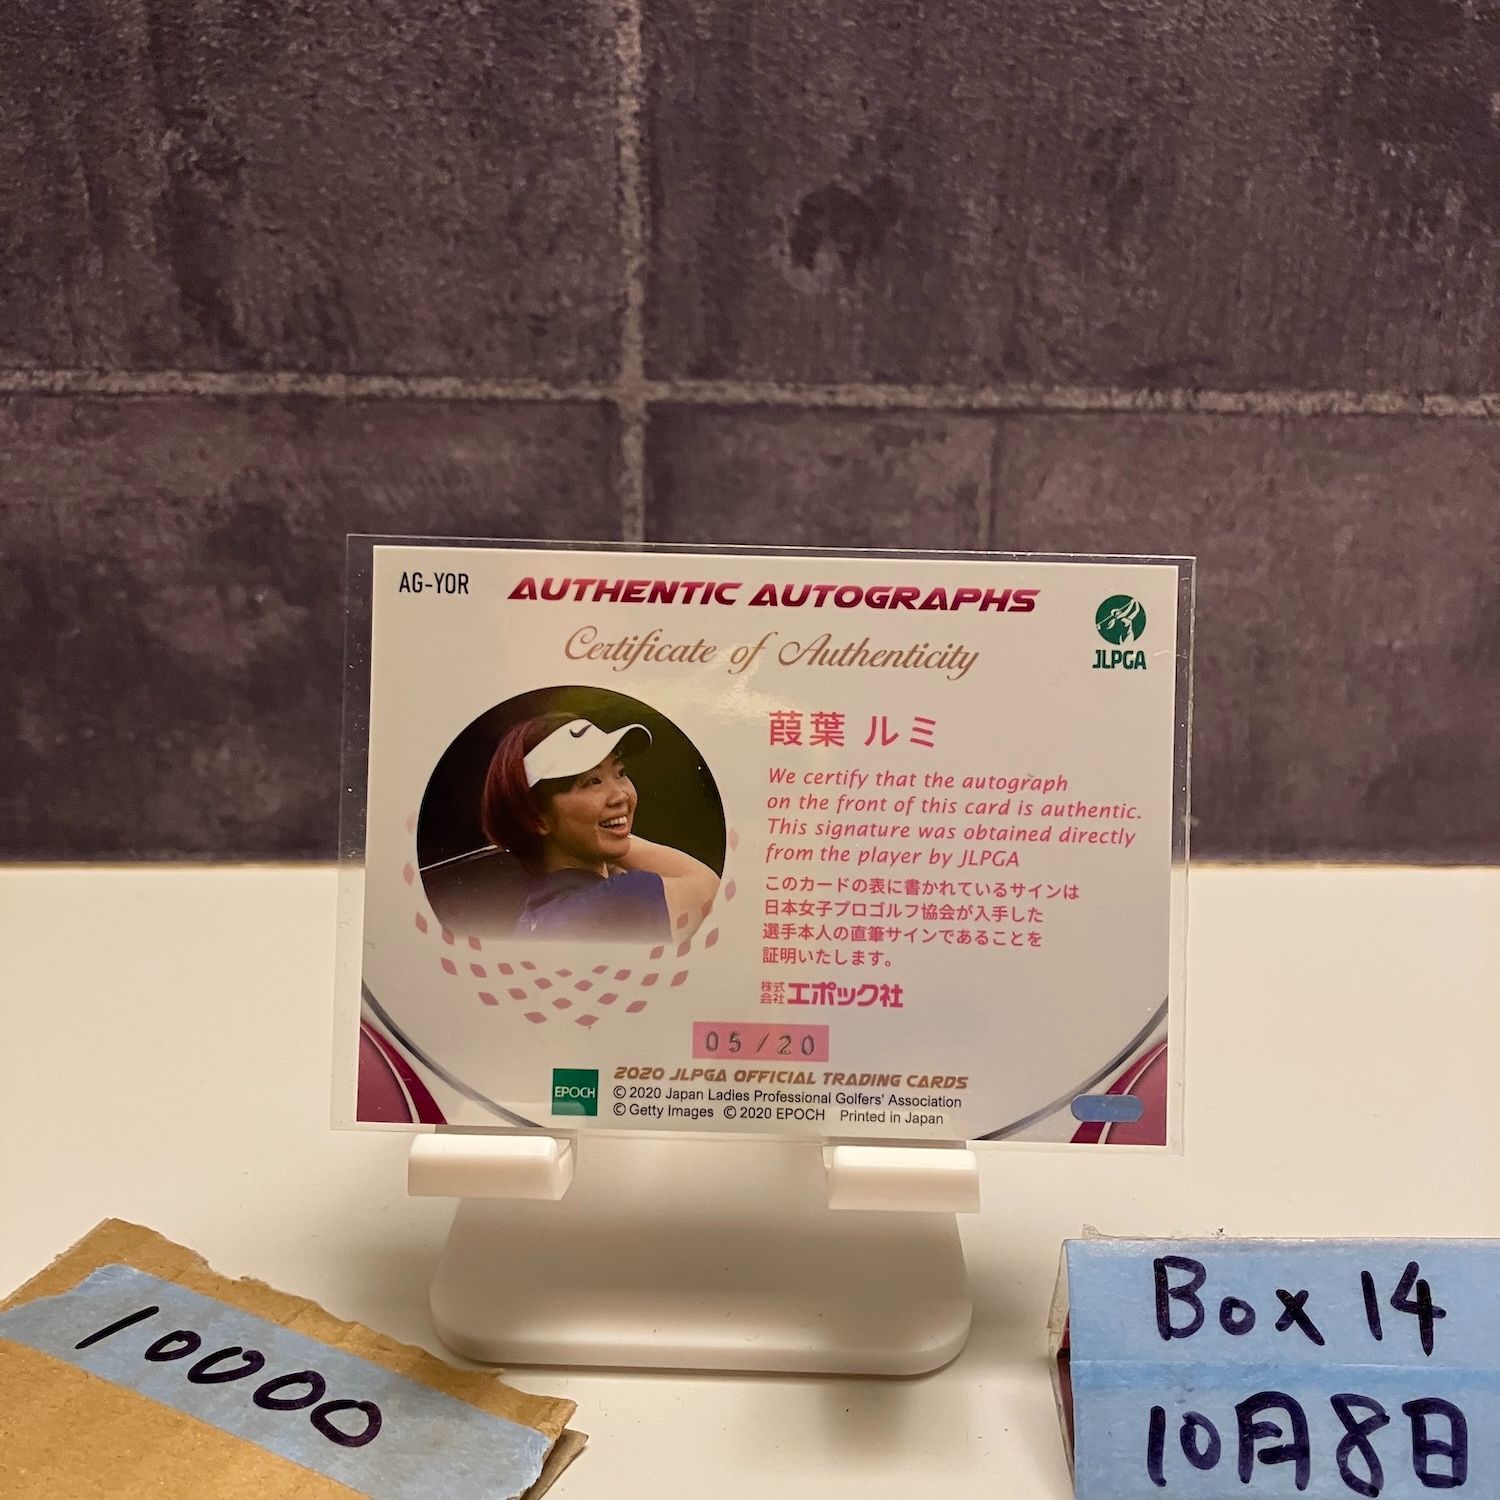 AG-YOR
AUTHENTIC AUTOGRAPHS
Certificate of Authenticity
JLPGA
葭葉 ルミ
We certify that the autograph
on the front of this card is authentic.
This signature was obtained directly
from the player by JLPGA
このカードの表に書かれているサインは
日本女子プロゴルフ協会が入手した
選手本人の直筆サインであることを
証明いたします。
株式会社エポック社
05/20
EPOCH
2020 JLPGA OFFICIAL TRADING CARDS
© 2020 Japan Ladies Professional Golfers' Association
© Getty Images © 2020 EPOCH Printed in Japan
10000
Box 14
10月8日